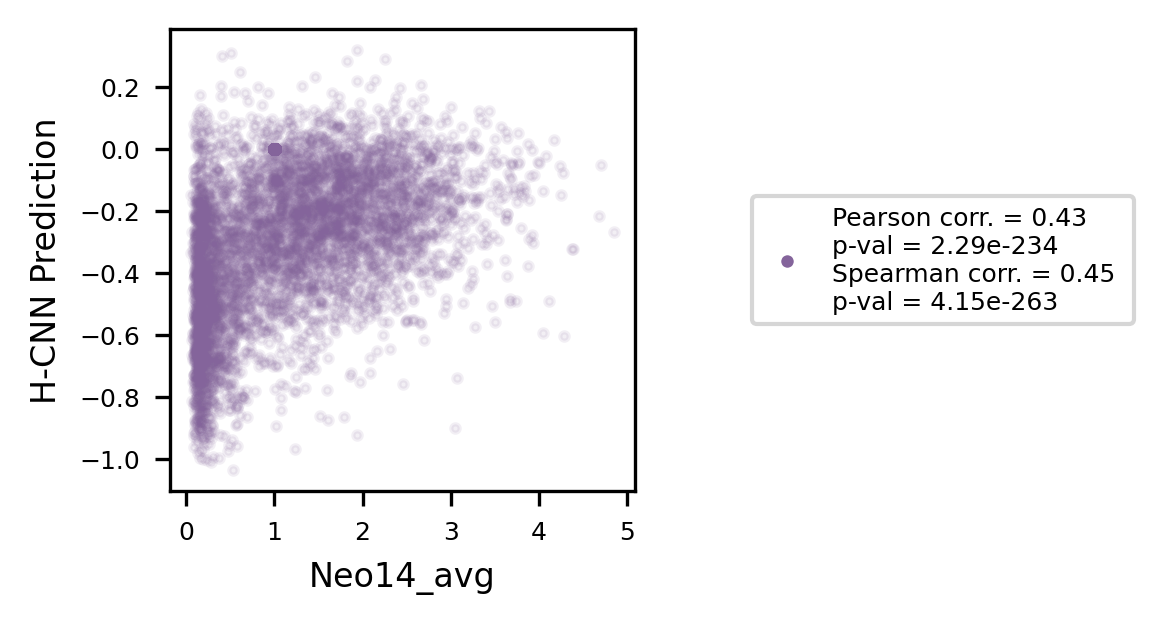 H-CNN Prediction
0.2
0.0
−0.2
−0.4
−0.6
−0.8
−1.0
0 1 2 3 4 5
Neo14_avg
Pearson corr. = 0.43
p-val = 2.29e-234
Spearman corr. = 0.45
p-val = 4.15e-263